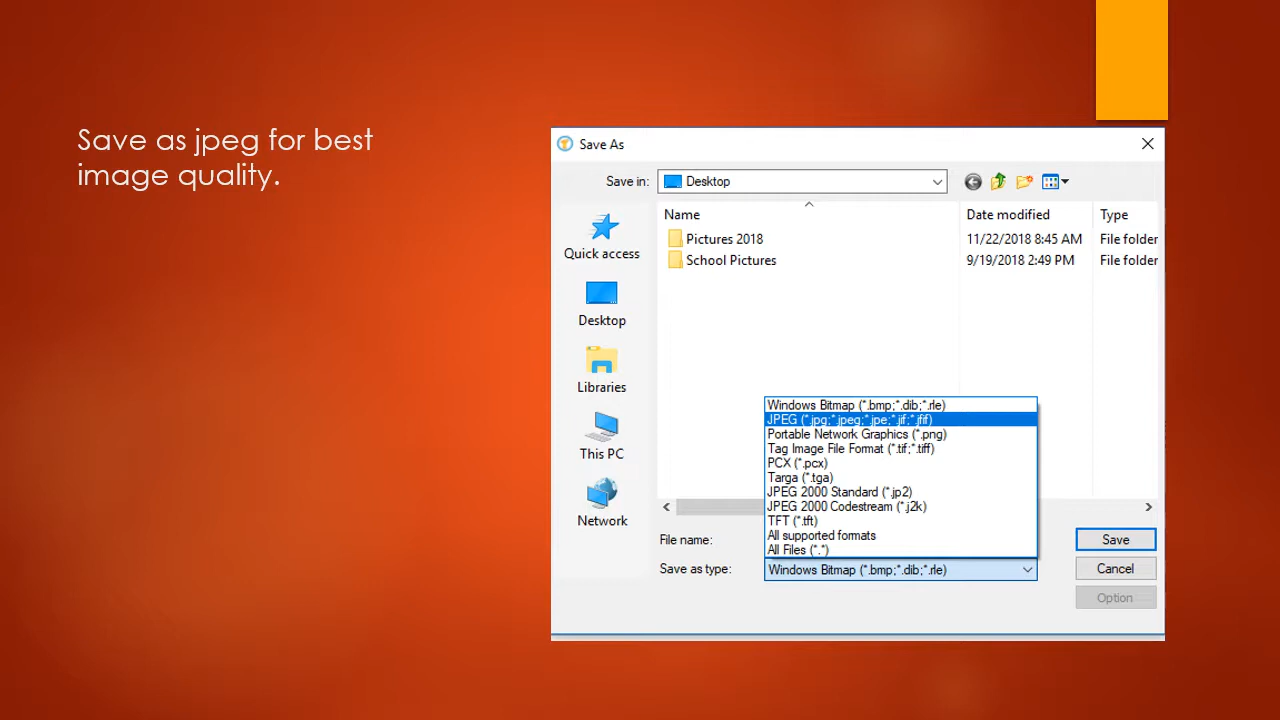 Save as jpeg for best
image quality.
Save As
Save in:
Desktop
Name
Date modified
Type
Pictures 2018
11/22/2018 8:45 AM
File folder
School Pictures
9/19/2018 2:49 PM
File folder
Quick access
Desktop
Libraries
This PC
Network
Windows Bitmap (*.bmp;*.dib;*.rle)
JPEG (*.jpg;*.jpeg;*.jpe;*.jif;*.jfif)
Portable Network Graphics (*.png)
Tag Image File Format (*.tif;*.tiff)
PCX (*.pcx)
Targa (*.tga)
JPEG 2000 Standard (*.jp2)
JPEG 2000 Codestream (*.j2k)
TFT (*.tft)
All supported formats
All Files (*.*)
File name:
Save
Save as type:
Windows Bitmap (*.bmp;*.dib;*.rle)
Cancel
Option